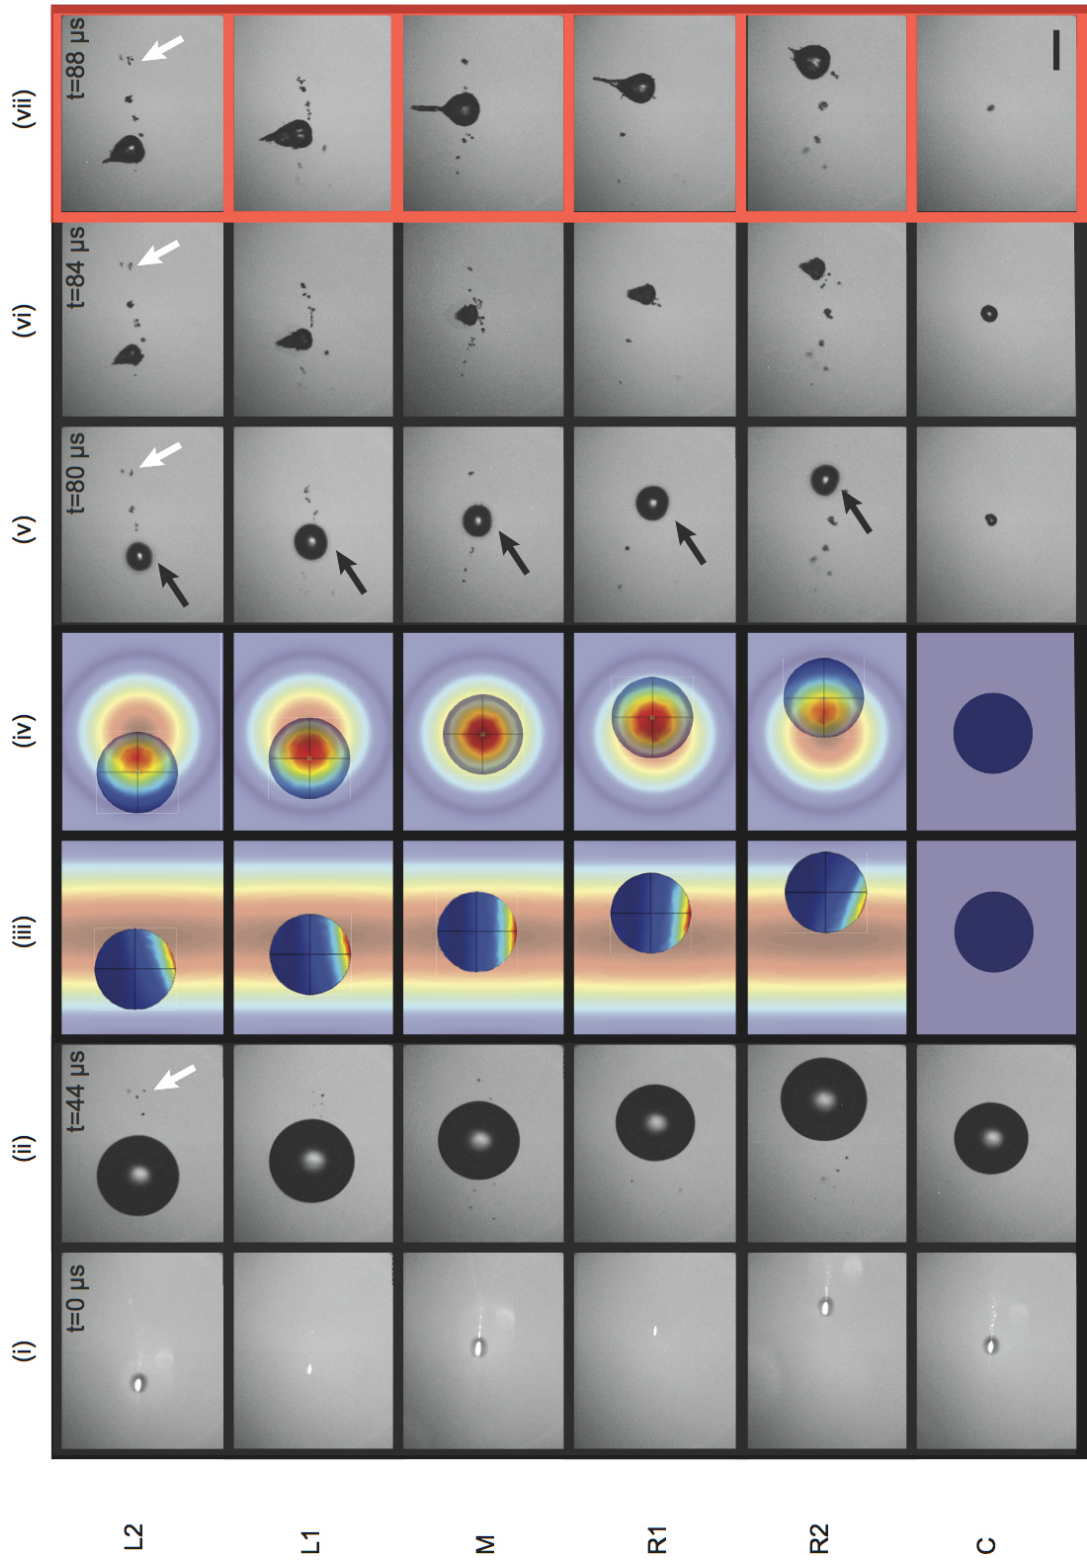 (i)
(ii)
(iii)
(iv)
(v)
(vi)
(vii)
L2
t=0 µs
t=44 µs
t=80 µs
t=84 µs
t=88 µs
L1
M
R1
R2
C